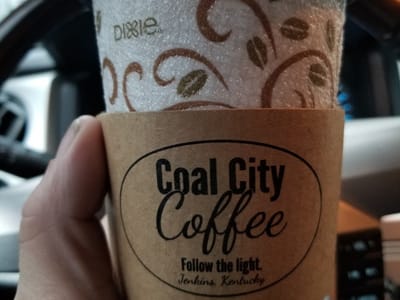 DIXIE
Coal City
Coffee
Follow the light.
Jenkins, Kentucky